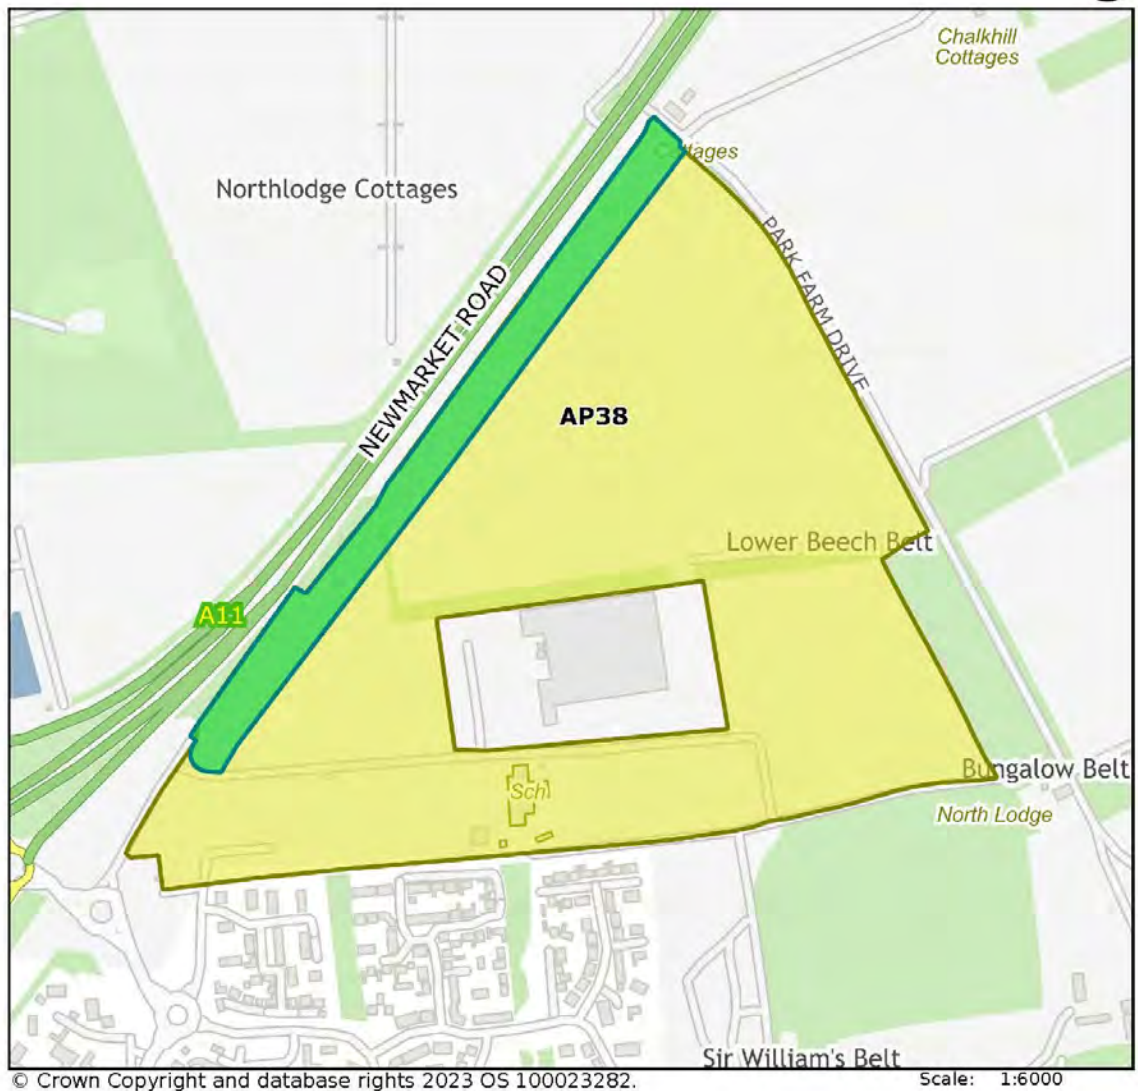 Chalkhill
Cottages
Cottages
Northlodge Cottages
PARK FARM DRIVE
NEWMARKET ROAD
AP38
Lower Beech Belt
A11
Bungalow Belt
Sch
North Lodge
Sir William's Belt
© Crown Copyright and database rights 2023 OS 100023282.
Scale: 1:6000